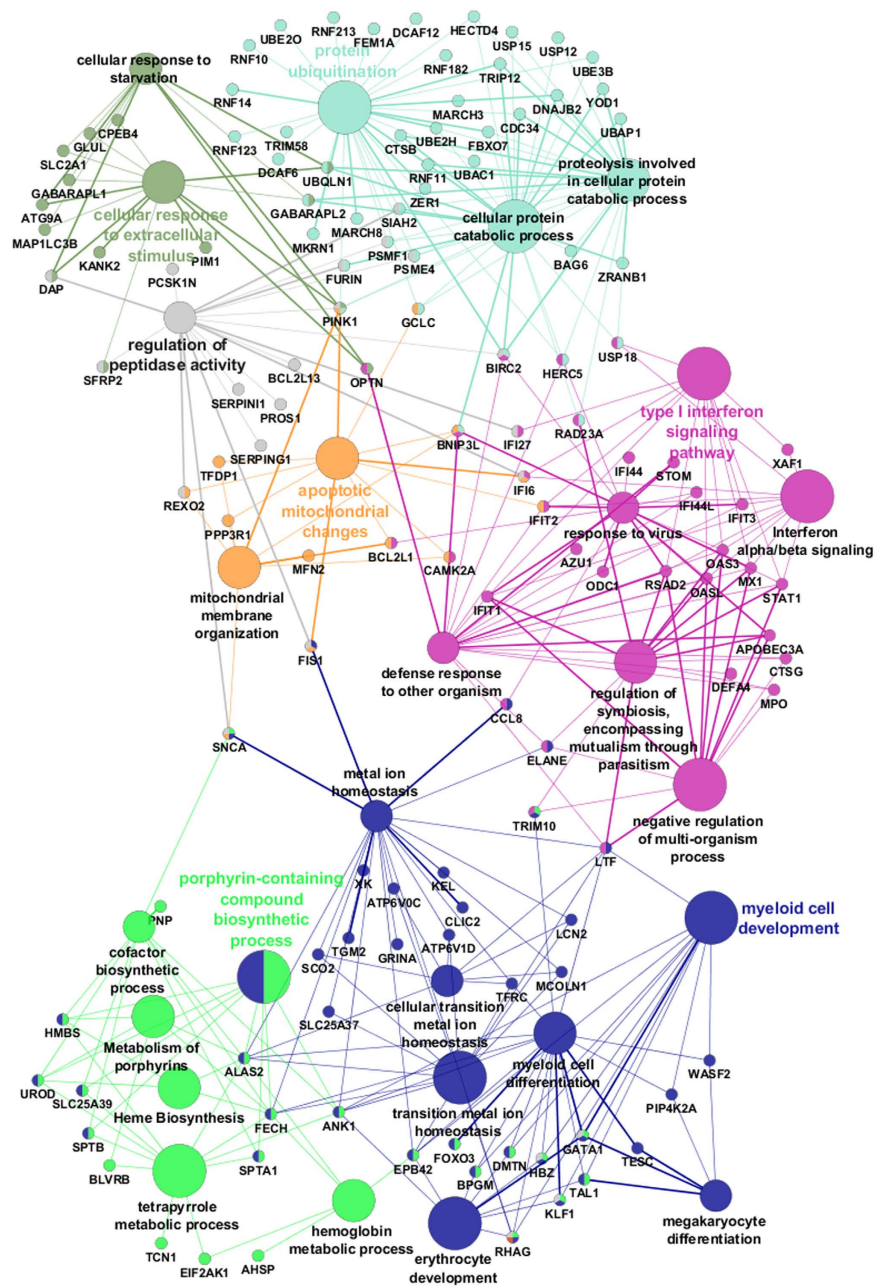 RNF213
UBE2O
FEM1A
DCAF12
HECTD4
USP15
USP12
cellular response to
starvation
RNF10
protein
ubiquitination
RNF182
TRIP12
UBE3B
RNF14
DNAJB2
YOD1
MARCH3
CDC34
UBAP1
CPEB4
GLUL
SLC2A1
RNF123
TRIM58
DCAF6
CTSB
UBE2H
FBXO7
RNF11
UBAC1
proteolysis involved
in cellular protein
catabolic process
GABARAPL1
UBQLN1
ZER1
ATG9A
MAP1LC3B
cellular response
to extracellular
stimulus
GABARAPL2
MARCH8
SIAH2
cellular protein
catabolic process
MKRN1
KANK2
PIM1
PSMF1
PSME4
BAG6
ZRANB1
DAP
PCSK1N
FURIN
PINK1
GCLC
regulation of
peptidase activity
USP18
SFRP2
BCL2L13
OPTN
BIRC2
HERC5
SERPINI1
PROS1
type I interferon
signaling
pathway
SERPING1
BNIP3L
IFI27
RAD23A
TFDP1
IFI44
STOM
XAF1
REXO2
apoptotic
mitochondrial
changes
IFI6
IFI44L
IFIT3
IFIT2
response to virus
Interferon
alpha/beta signaling
PPP3R1
MFN2
BCL2L1
CAMK2A
AZU1
ODC1
RSAD2
OAS3
OASL
MX1
STAT1
mitochondrial
membrane
organization
IFIT1
FIS1
APOBEC3A
defense response
to other organism
regulation of
symbiosis,
encompassing
mutualism through
parasitism
DEFA4
CTSG
MPO
CCL8
SNCA
ELANE
metal ion
homeostasis
TRIM10
negative regulation
of multi-organism
process
LTF
porphyrin-containing
compound
biosynthetic
process
XK
KEL
ATP6V0C
CLIC2
myeloid cell
development
PNP
cofactor
biosynthetic
process
TGM2
ATP6V1D
LCN2
SCO2
GRINA
TFRC
MCOLN1
cellular transition
metal ion
homeostasis
HMBS
Metabolism of
porphyrins
SLC25A37
ALAS2
myeloid cell
differentiation
WASF2
UROD
SLC25A39
Heme Biosynthesis
FECH
ANK1
transition metal ion
homeostasis
PIP4K2A
SPTB
SPTA1
EPB42
FOXO3
DMTN
GATA1
TESC
BLVRB
BPGM
HBZ
TAL1
tetrapyrrole
metabolic process
hemoglobin
metabolic process
KLF1
megakaryocyte
differentiation
TCN1
EIF2AK1
AHSP
erythrocyte
development
RHAG